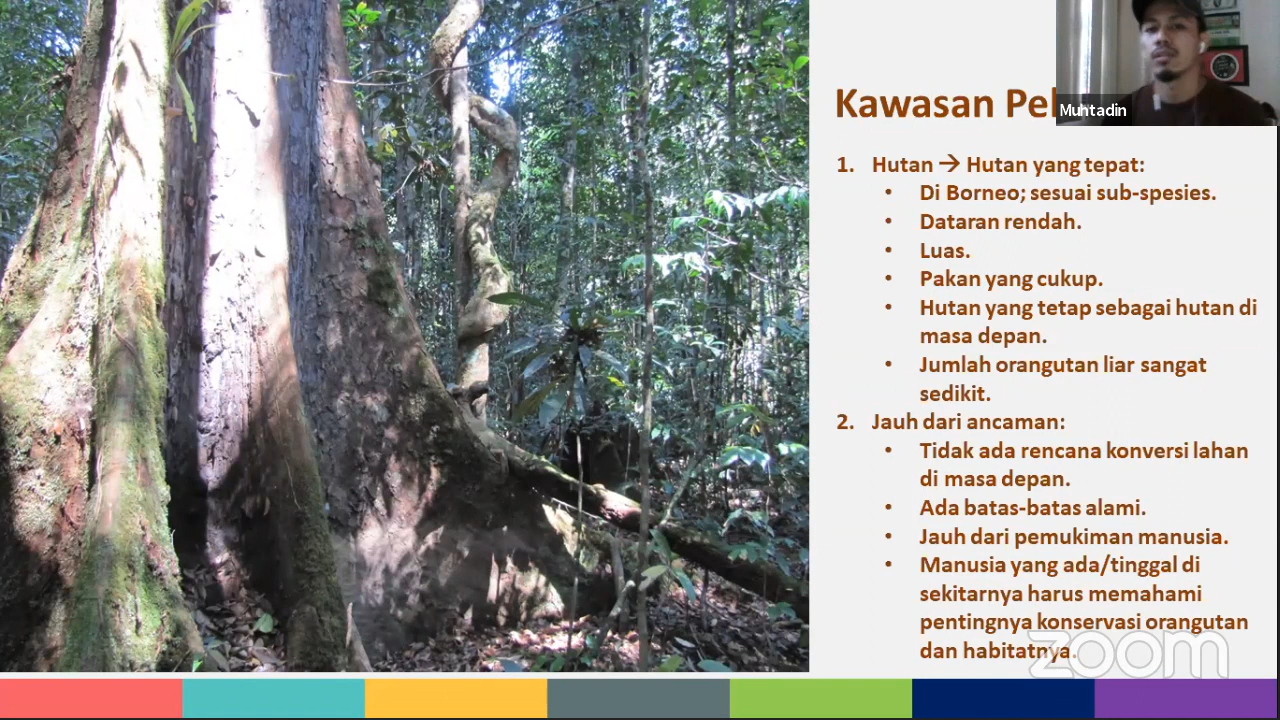 Kawasan
Muhtadin
1. Hutan → Hutan yang tepat:
• Di Borneo; sesuai sub-spesies.
• Dataran rendah.
• Luas.
• Pakan yang cukup.
• Hutan yang tetap sebagai hutan di
masa depan.
• Jumlah orangutan liar sangat
sedikit.
2. Jauh dari ancaman:
• Tidak ada rencana konversi lahan
di masa depan.
• Ada batas-batas alami.
• Jauh dari pemukiman manusia.
• Manusia yang ada/tinggal di
sekitarnya harus memahami
pentingnya konservasi orangutan
dan habitatnya.
zoom